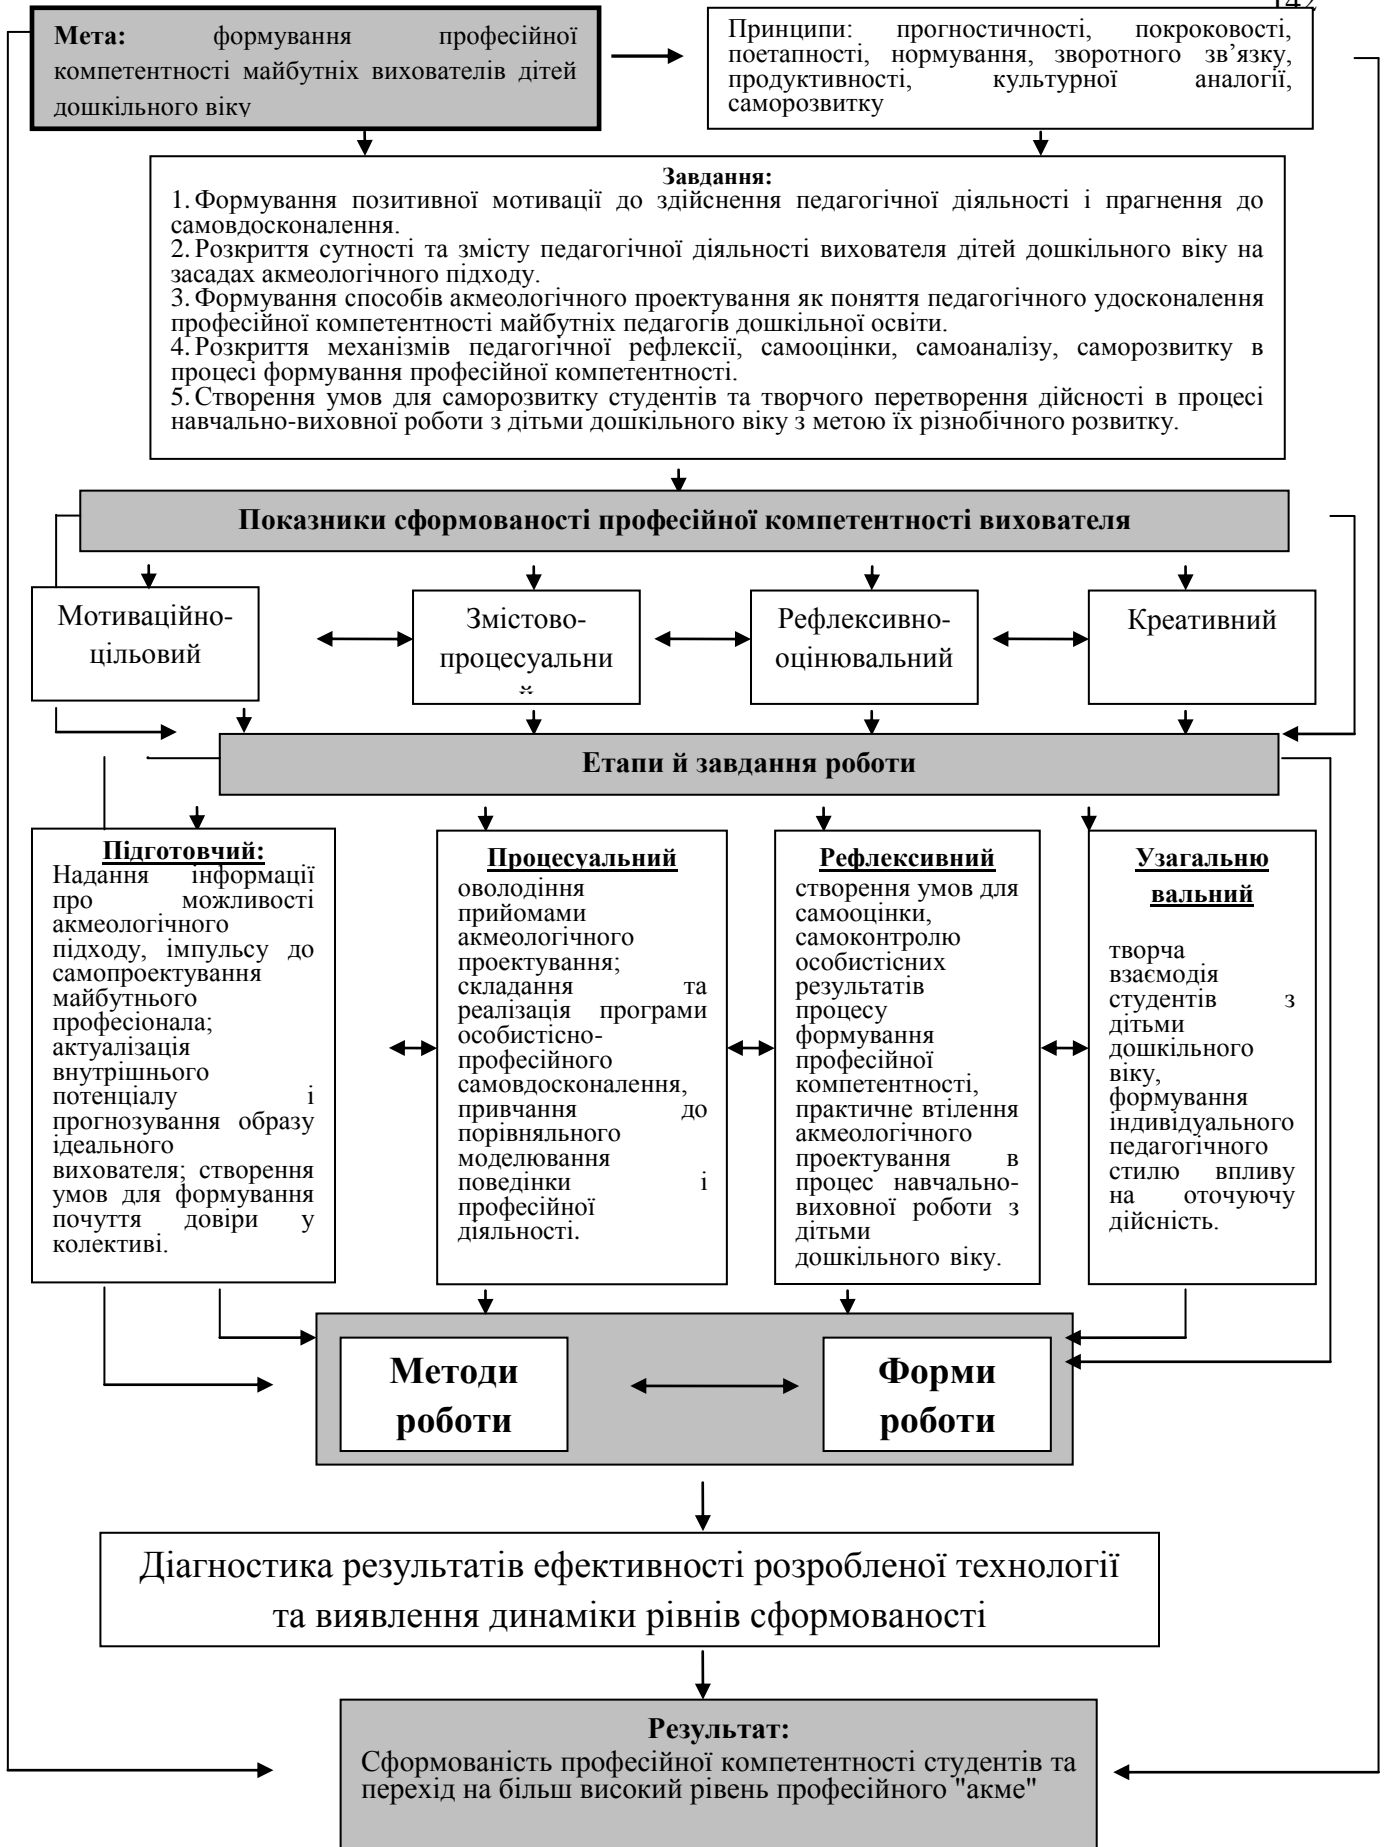 142
Мета: формування професійної
компетентності майбутніх вихователів дітей
дошкільного віку
Принципи: прогностичності, покроковості,
поетапності, нормування, зворотного зв’язку,
продуктивності, культурної аналогії,
саморозвитку
Завдання:
1. Формування позитивної мотивації до здійснення педагогічної діяльності і прагнення до
самовдосконалення.
2. Розкриття сутності та змісту педагогічної діяльності вихователя дітей дошкільного віку на
засадах акмеологічного підходу.
3. Формування способів акмеологічного проектування як поняття педагогічного удосконалення
професійної компетентності майбутніх педагогів дошкільної освіти.
4. Розкриття механізмів педагогічної рефлексії, самооцінки, самоаналізу, саморозвитку в
процесі формування професійної компетентності.
5. Створення умов для саморозвитку студентів та творчого перетворення дійсності в процесі
навчально-виховної роботи з дітьми дошкільного віку з метою їх різнобічного розвитку.
Показники сформованості професійної компетентності вихователя
Мотиваційно-
цільовий
Змістово-
процесуальни
й
Рефлексивно-
оцінювальний
Креативний
Етапи й завдання роботи
Підготовчий:
Надання інформації
про можливості
акмеологічного
підходу, імпульсу до
самопроектування
майбутнього
професіонала;
актуалізація
внутрішнього
потенціалу і
прогнозування образу
ідеального
вихователя; створення
умов для формування
почуття довіри у
колективі.
Процесуальний
оволодіння
прийомами
акмеологічного
проектування;
складання та
реалізація програми
особистісно-
професійного
самовдосконалення,
привчання до
порівняльного
моделювання
поведінки і
професійної
діяльності.
Рефлексивний
створення умов для
самооцінки,
самоконтролю
особистісних
результатів
процесу
формування
професійної
компетентності,
практичне втілення
акмеологічного
проектування в
процес навчально-
виховної роботи з
дітьми
дошкільного віку.
Узагальню
вальний
творча
взаємодія
студентів з
дітьми
дошкільного
віку,
формування
індивідуального
педагогічного
стилю впливу
на оточуючу
дійсність.
Методи
роботи
Форми
роботи
Діагностика результатів ефективності розробленої технології
та виявлення динаміки рівнів сформованості
Результат:
Сформованість професійної компетентності студентів та
перехід на більш високий рівень професійного "акме"